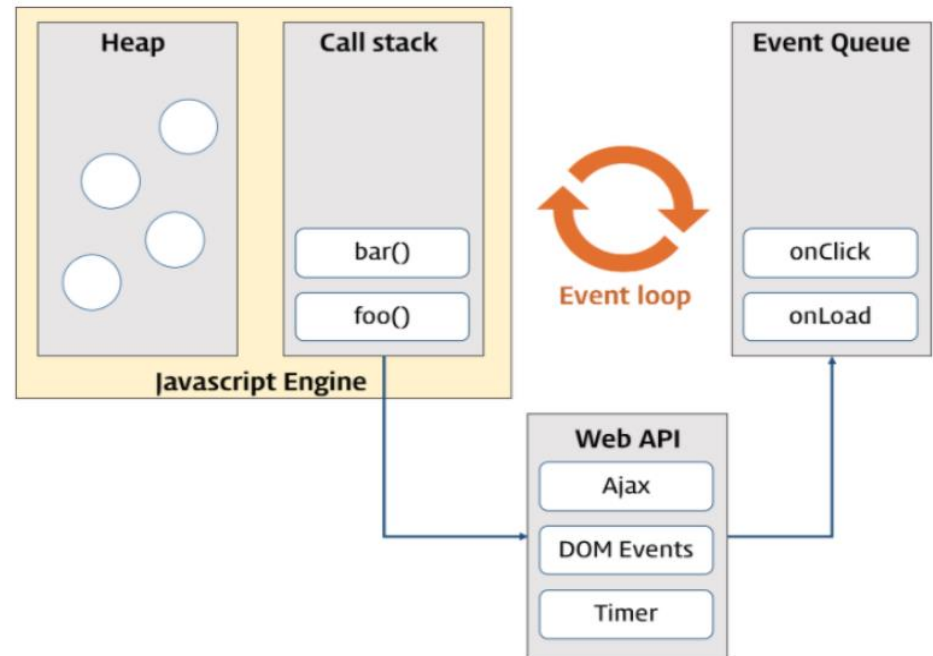 Heap
Call stack
bar()
foo()
Javascript Engine
Event loop
Event Queue
onClick
onLoad
Web API
Ajax
DOM Events
Timer